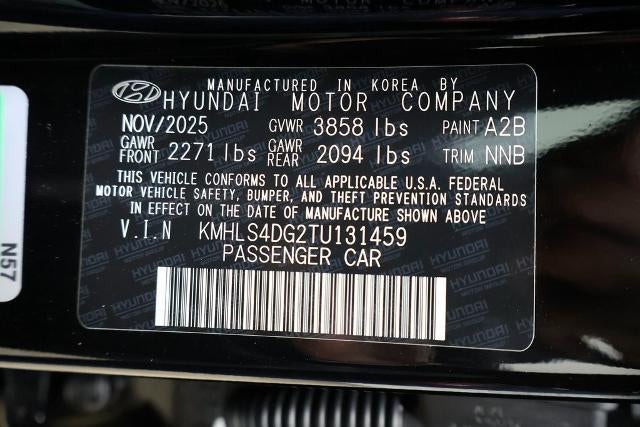 MANUFACTURED IN KOREA BY
HYUNDAI MOTOR COMPANY
NOV/2025 GVWR 3858 lbs PAINT A2B
GAWR FRONT 2271 lbs GAWR REAR 2094 lbs TRIM NNB
THIS VEHICLE CONFORMS TO ALL APPLICABLE U.S.A. FEDERAL
MOTOR VEHICLE SAFETY, BUMPER, AND THEFT PREVENTION STANDARDS
IN EFFECT ON THE DATE OF MANUFACTURE SHOWN ABOVE
V.I.N KMHLS4DG2TU131459
PASSENGER CAR
N57